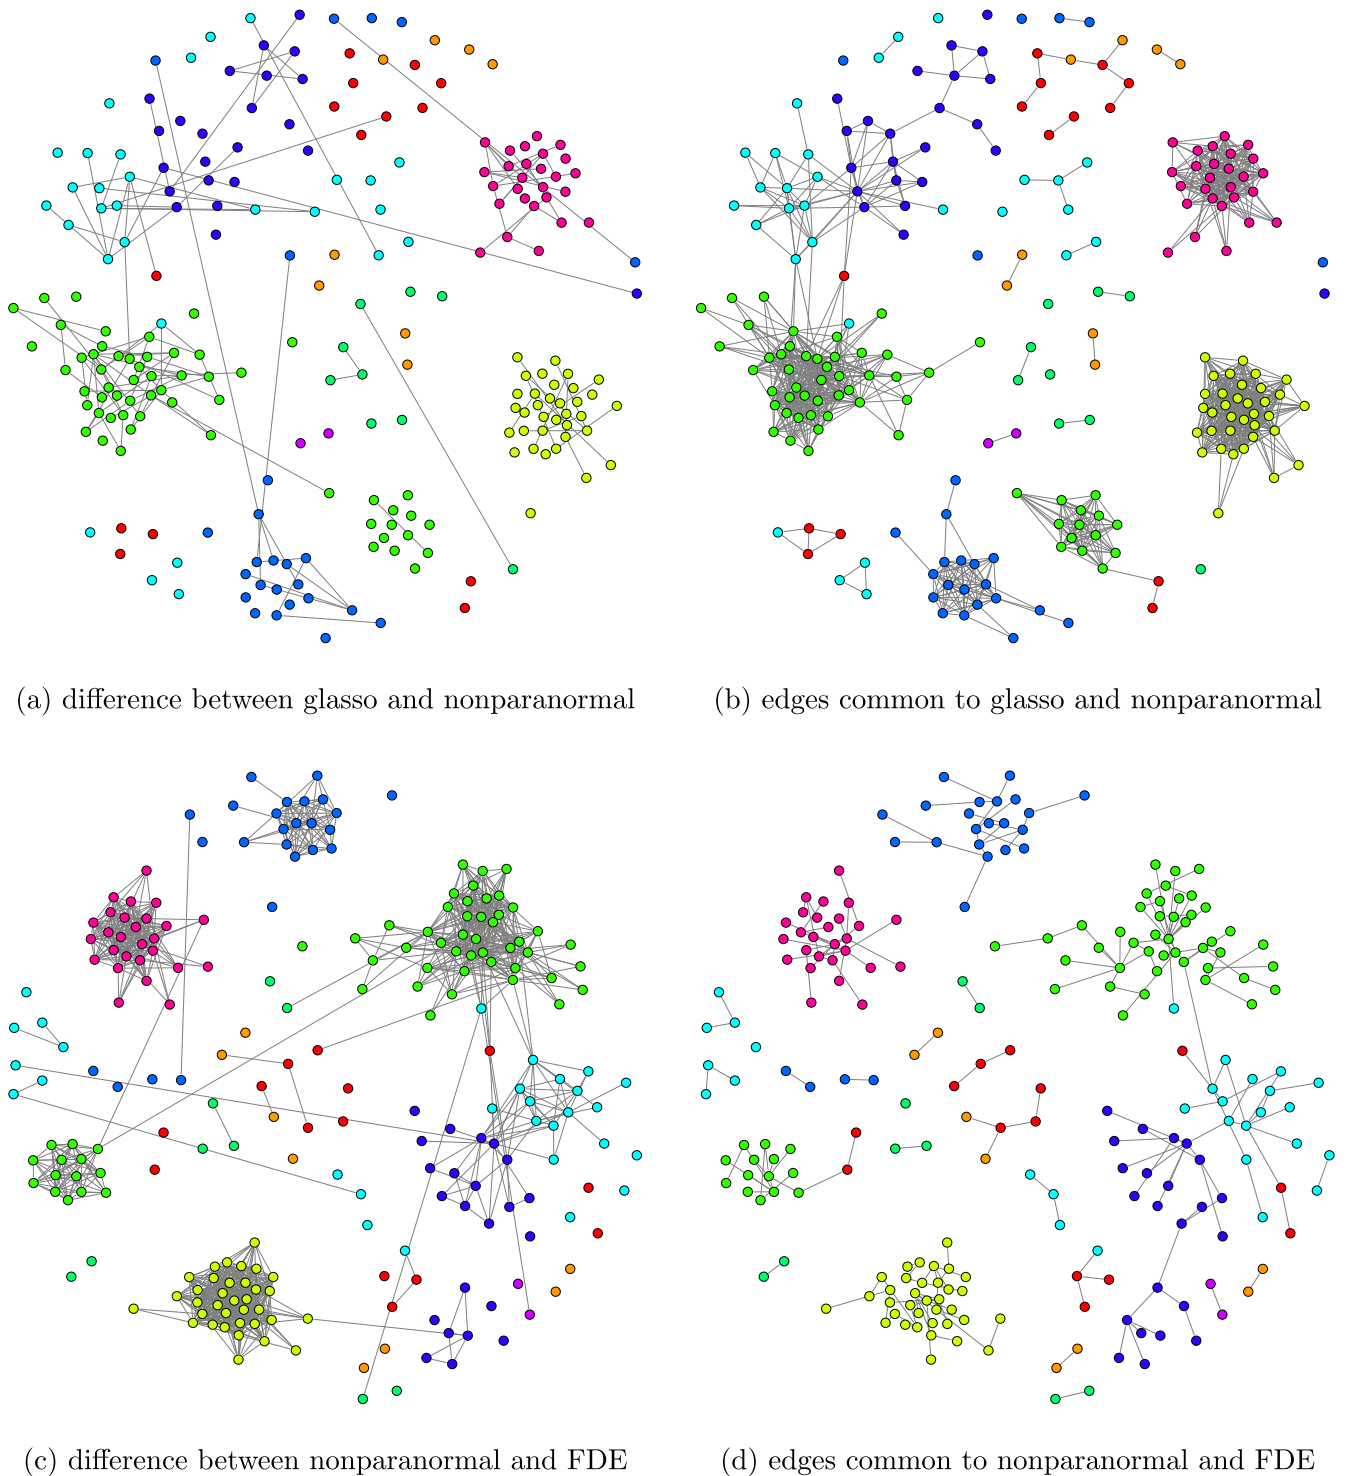 (a) difference between glasso and nonparanormal
(b) edges common to glasso and nonparanormal
(c) difference between nonparanormal and FDE
(d) edges common to nonparanormal and FDE